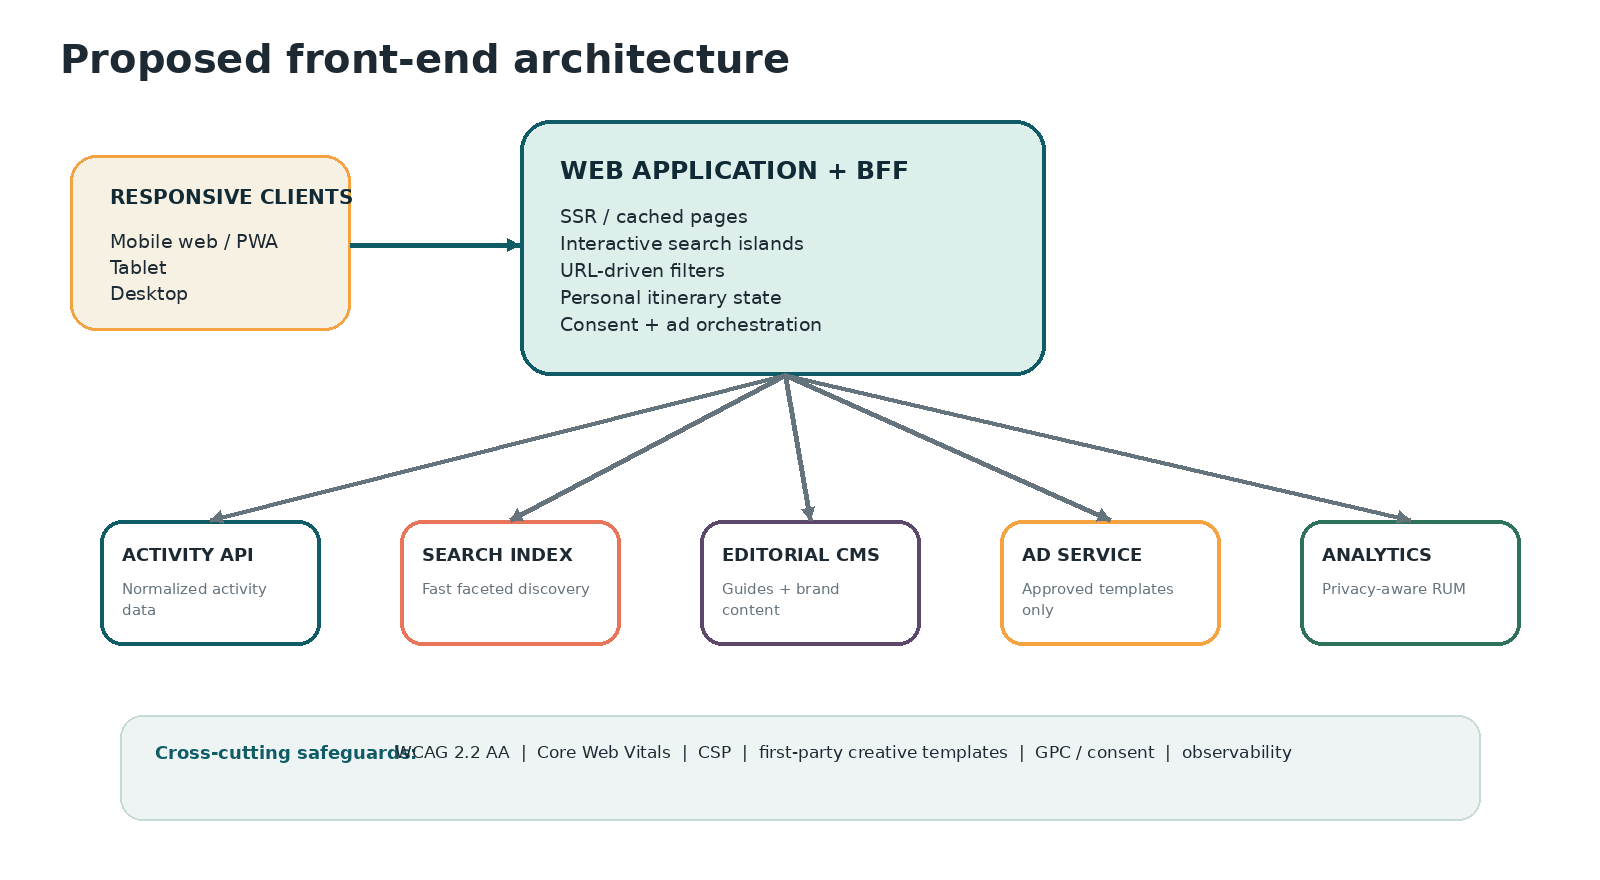 Proposed front-end architecture
RESPONSIVE CLIENTS
Mobile web / PWA
Tablet
Desktop
WEB APPLICATION + BFF
SSR / cached pages
Interactive search islands
URL-driven filters
Personal itinerary state
Consent + ad orchestration
ACTIVITY API
Normalized activity
data
SEARCH INDEX
Fast faceted discovery
EDITORIAL CMS
Guides + brand
content
AD SERVICE
Approved templates
only
ANALYTICS
Privacy-aware RUM
Cross-cutting safeguards: WCAG 2.2 AA | Core Web Vitals | CSP | first-party creative templates | GPC / consent | observability